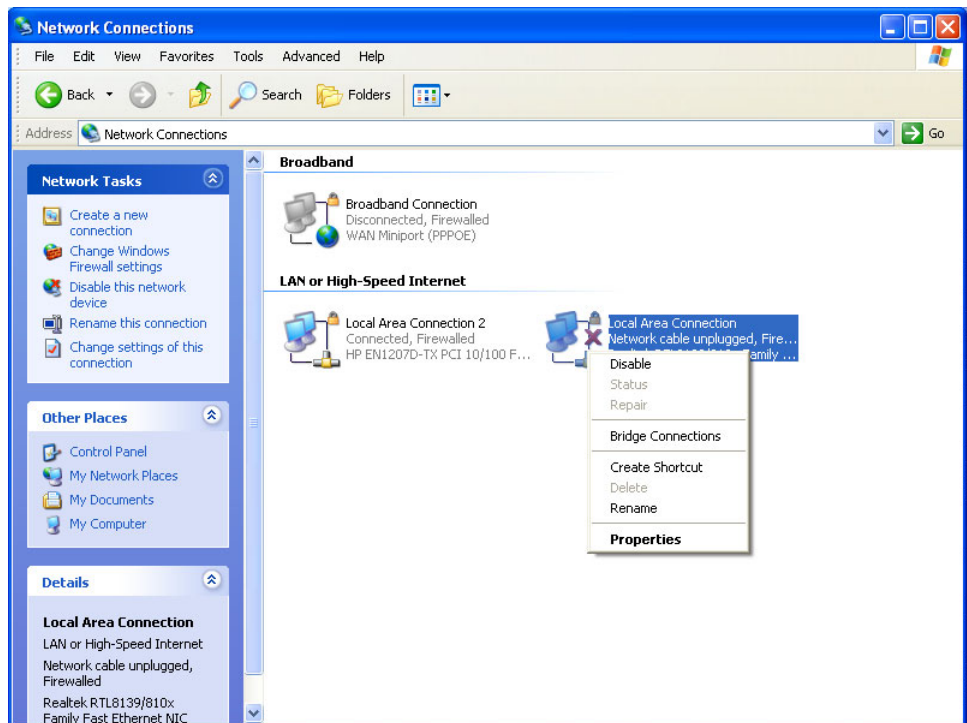 Network Connections
File Edit View Favorites Tools Advanced Help
Back Search Folders
Address Network Connections Go
Network Tasks
Create a new
connection
Change Windows
Firewall settings
Disable this network
device
Rename this connection
Change settings of this
connection
Other Places
Control Panel
My Network Places
My Documents
My Computer
Details
Local Area Connection
LAN or High-Speed Internet
Network cable unplugged,
Firewalled
Realtek RTL8139/810x
Family Fast Ethernet NIC
Broadband
Broadband Connection
Disconnected, Firewalled
WAN Miniport (PPPOE)
LAN or High-Speed Internet
Local Area Connection 2
Connected, Firewalled
HP EN1207D-TX PCI 10/100 F...
Local Area Connection
Network cable unplugged, Fire...
Family ...
Disable
Status
Repair
Bridge Connections
Create Shortcut
Delete
Rename
Properties